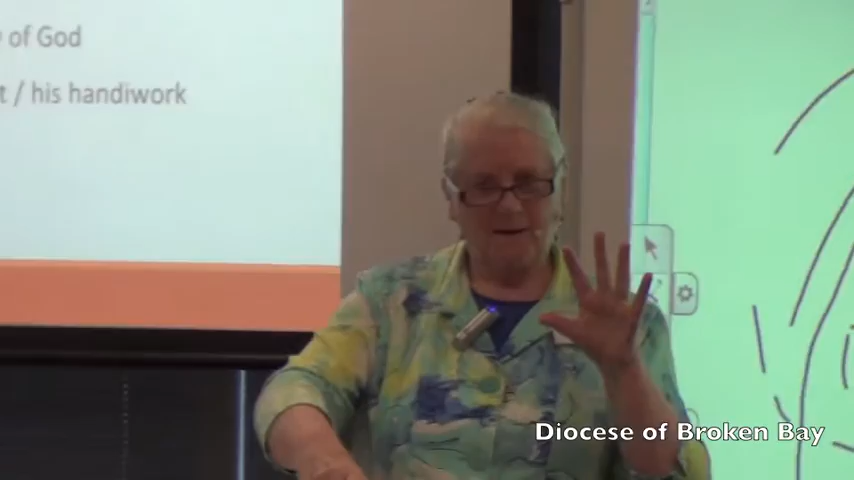 of God
/ his handiwork
Diocese of Broken Bay